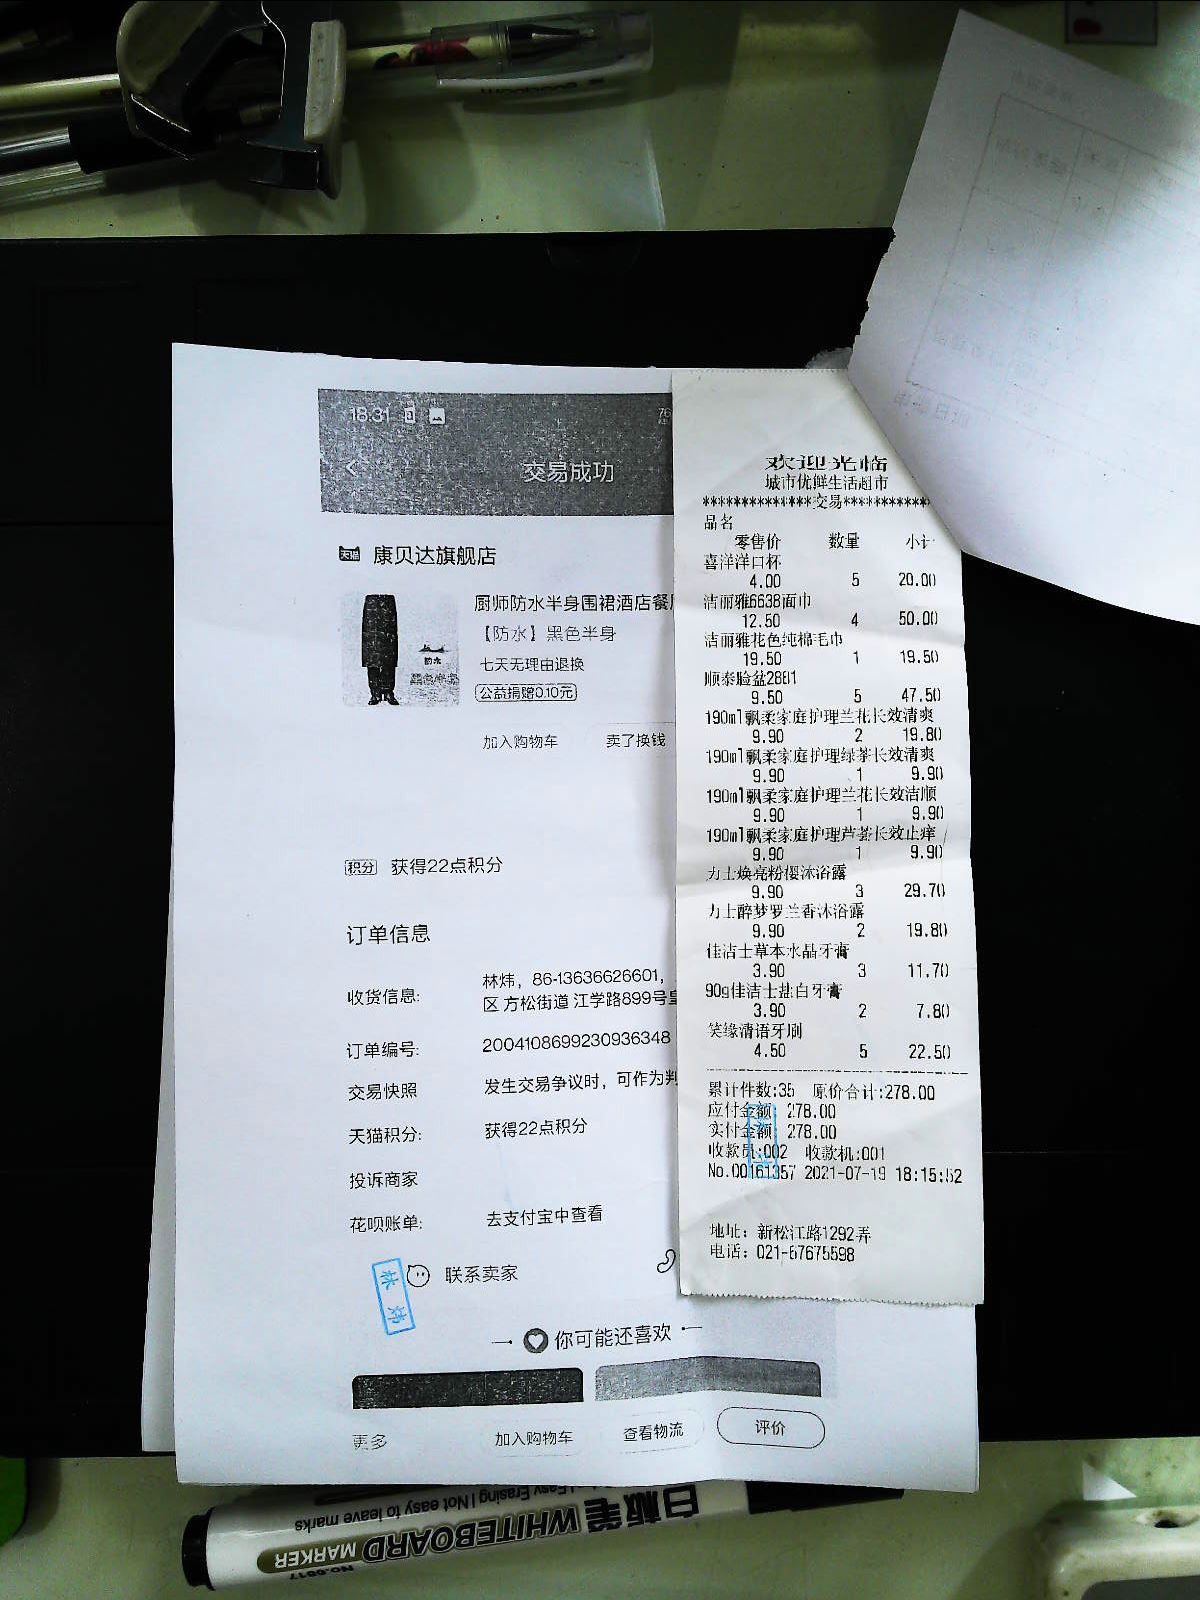 18:31
76
交易成功
天猫 康贝达旗舰店
厨师防水半身围裙酒店餐
【防水】黑色半身
七天无理由退换
公益捐赠0.10元
防水
加入购物车 卖了换钱
积分 获得22点积分
订单信息
收货信息: 林炜，86-13636626601，
区 方松街道 江学路899号
订单编号: 2004108699230936348
交易快照 发生交易争议时，可作为判
天猫积分: 获得22点积分
投诉商家
花呗账单: 去支付宝中查看
联系卖家
林炜
你可能还喜欢
更多 加入购物车 查看物流 评价
欢迎光临
城市优鲜生活超市
**************交易***********
品名
零售价 数量 小计
喜洋洋口杯
4.00 5 20.00
洁丽雅6638面巾
12.50 4 50.00
洁丽雅花色纯棉毛巾
19.50 1 19.50
顺泰脸盆2881
9.50 5 47.50
190ml飘柔家庭护理兰花长效清爽
9.90 2 19.80
190ml飘柔家庭护理绿茶长效清爽
9.90 1 9.90
190ml飘柔家庭护理兰花长效洁顺
9.90 1 9.90
190ml飘柔家庭护理芦荟长效止痒
9.90 1 9.90
力士焕亮粉樱沐浴露
9.90 3 29.70
力士醉梦罗兰香沐浴露
9.90 2 19.80
佳洁士草本水晶牙膏
3.90 3 11.70
90g佳洁士盐白牙膏
3.90 2 7.80
笑缘清语牙刷
4.50 5 22.50
累计件数:35 原价合计:278.00
应付金额: 278.00
实付金额: 278.00
收款员:002 收款机:001
No.00161357 2021-07-19 18:15:52
地址: 新松江路1292弄
电话: 021-67675598
白板笔 WHITEBOARD MARKER
Easy Erasing | Not easy to leave marks